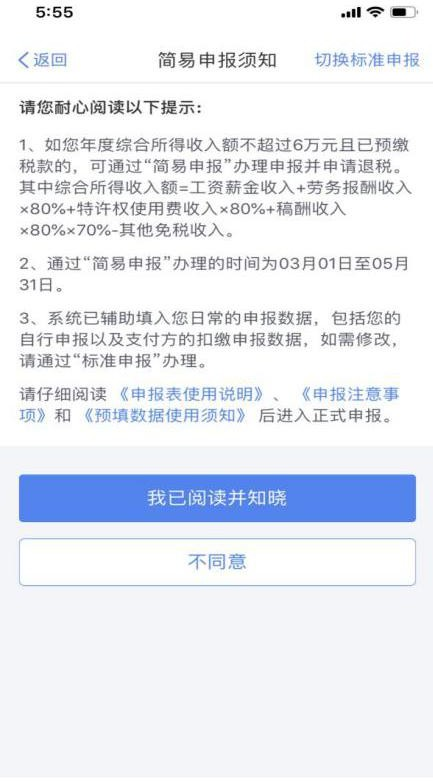 5:55
返回
简易申报须知
切换标准申报
请您耐心阅读以下提示：
1、如您年度综合所得收入额不超过6万元且已预缴
税款的，可通过“简易申报”办理申报并申请退税。
其中综合所得收入额=工资薪金收入+劳务报酬收入
×80%+特许权使用费收入×80%+稿酬收入
×80%×70%-其他免税收入。
2、通过“简易申报”办理的时间为03月01日至05月
31日。
3、系统已辅助填入您日常的申报数据，包括您的
自行申报以及支付方的扣缴申报数据，如需修改，
请通过“标准申报”办理。
请仔细阅读《申报表使用说明》、《申报注意事
项》和《预填数据使用须知》后进入正式申报。
我已阅读并知晓
不同意